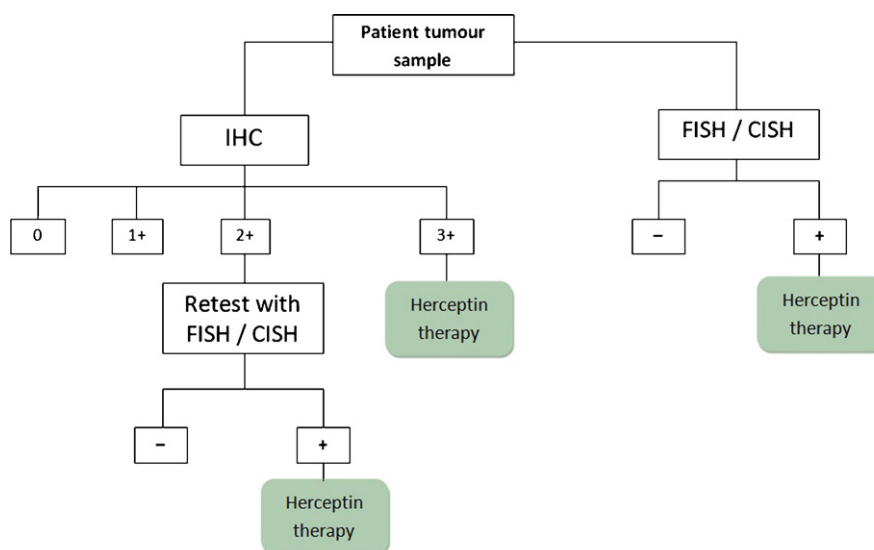 Patient tumour
sample
IHC
FISH / CISH
0
1+
2+
3+
–
+
Retest with
FISH / CISH
Herceptin
therapy
Herceptin
therapy
–
+
Herceptin
therapy